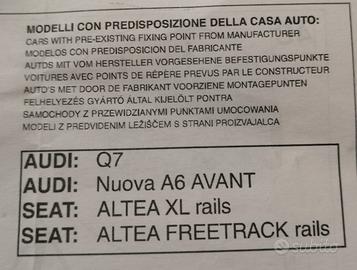 MODELLI CON PREDISPOSIZIONE DELLA CASA AUTO:
CARS WITH PRE-EXISTING FIXING POINT FROM MANUFACTURER
MODELOS CON PREDISPOSICION DEL FABRICANTE
AUTOS MIT VOM HERSTELLER VORGESEHENE BEFESTIGUNGSPUNKTE
VOITURES AVEC POINTS DE RÉPÈRE PREVUS PAR LE CONSTRUCTEUR
AUTO'S MET DOOR DE FABRIKANT VOORZIENE MONTAGEPUNTEN
FELHELYEZÉS GYÁRTÓ ÁLTAL KIJELÖLT PONTRA
SAMOCHODY Z PRZEWIDZIANYMI PUNKTAMI UMOCOWANIA
MODELI Z PREDVIDENIM LEŽIŠČEM S STRANI PROIZVAJALCA
AUDI: Q7
AUDI: Nuova A6 AVANT
SEAT: ALTEA XL rails
SEAT: ALTEA FREETRACK rails
subito